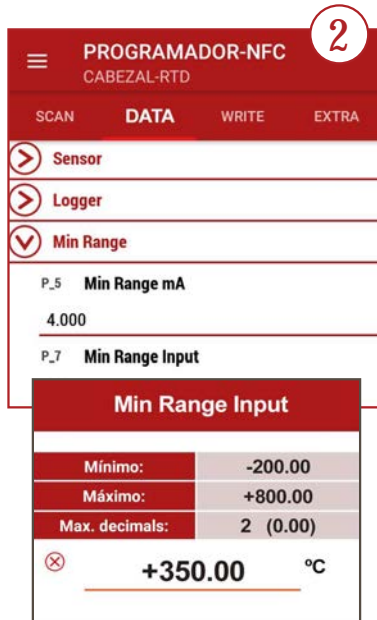 2
PROGRAMADOR-NFC
CABEZAL-RTD
SCAN DATA WRITE EXTRA
Sensor
Logger
Min Range
P_5 Min Range mA
4.000
P_7 Min Range Input
Min Range Input
Mínimo: -200.00
Máximo: +800.00
Max. decimals: 2 (0.00)
+350.00 ºC